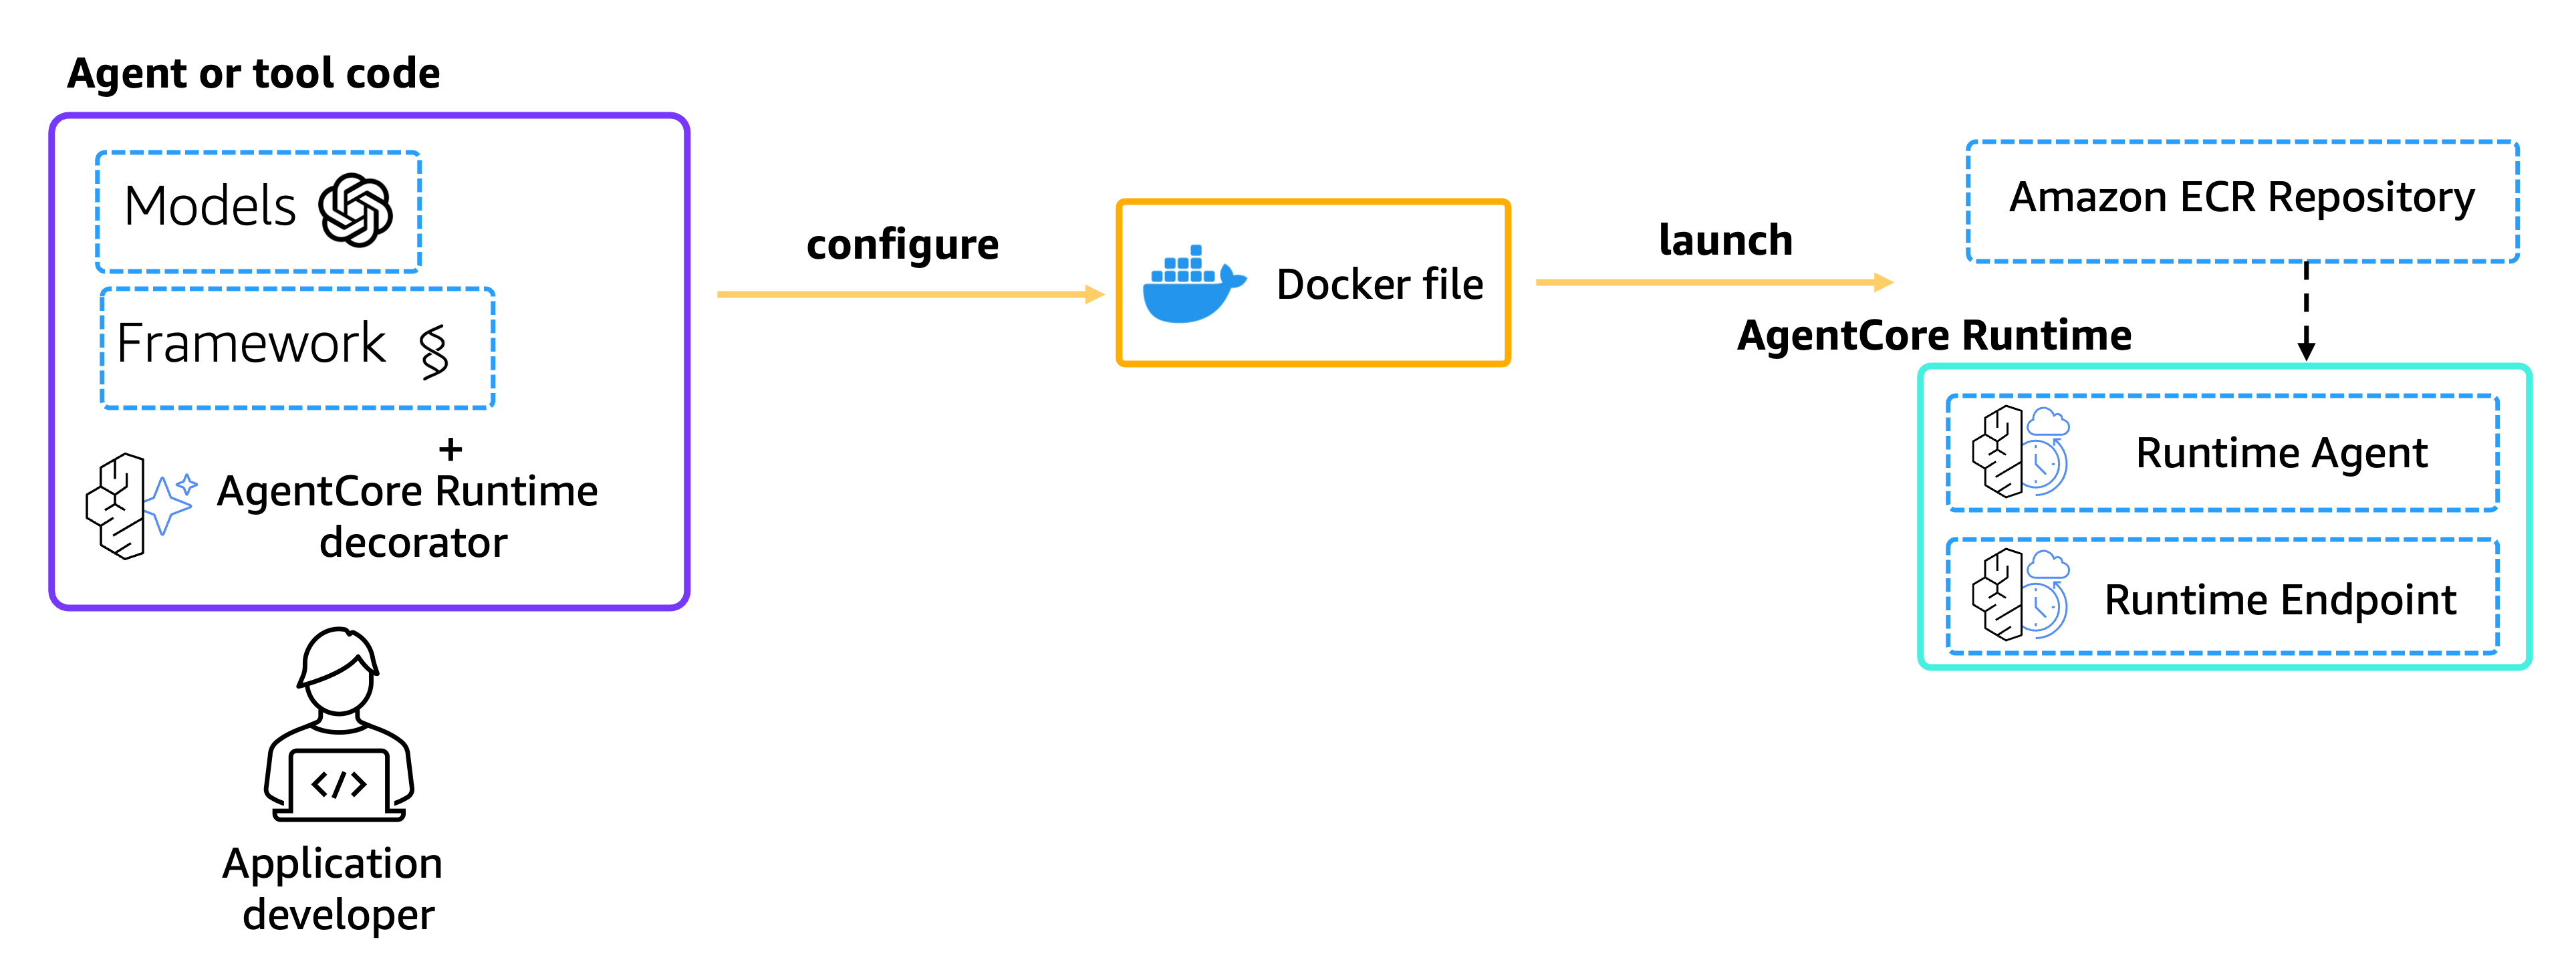 Agent or tool code
Models
Framework
+
AgentCore Runtime
decorator
</>
Application
developer
configure
Docker file
launch
Amazon ECR Repository
AgentCore Runtime
Runtime Agent
Runtime Endpoint